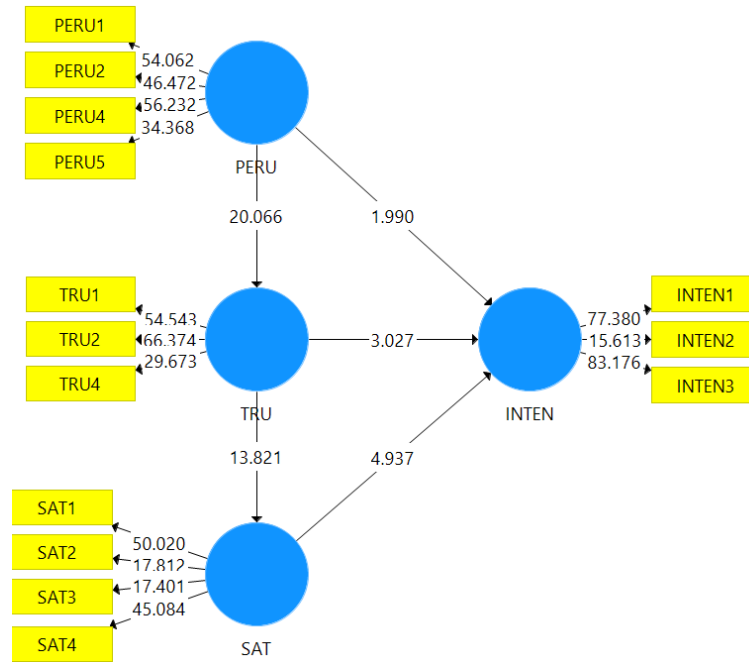 PERU1
54.062
PERU2
46.472
PERU4
56.232
34.368
PERU5
PERU
20.066
1.990
TRU1
54.543
TRU2
66.374
TRU4
29.673
3.027
TRU
INTEN1
77.380
INTEN2
15.613
INTEN3
83.176
INTEN
13.821
4.937
SAT1
50.020
SAT2
17.812
SAT3
17.401
45.084
SAT4
SAT